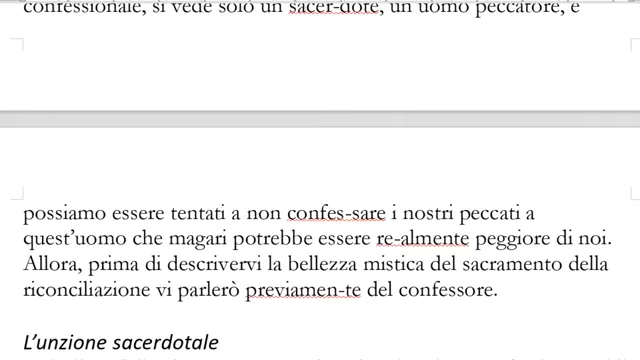 confessionale, si vede solo un sacer-dote, un uomo peccatore, e
possiamo essere tentati a non confes-sare i nostri peccati a
quest'uomo che magari potrebbe essere re-almente peggiore di noi.
Allora, prima di descrivervi la bellezza mistica del sacramento della
riconciliazione vi parlerò previamen-te del confessore.
L'unzione sacerdotale